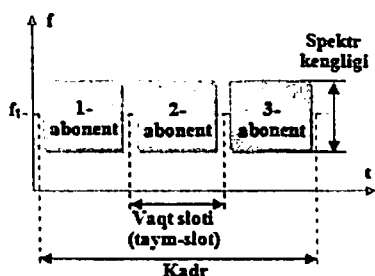 f
Spektr
kengligi
f₁
1-
abonent
2-
abonent
3-
abonent
t
Vaqt sloti
(taym-slot)
Kadr